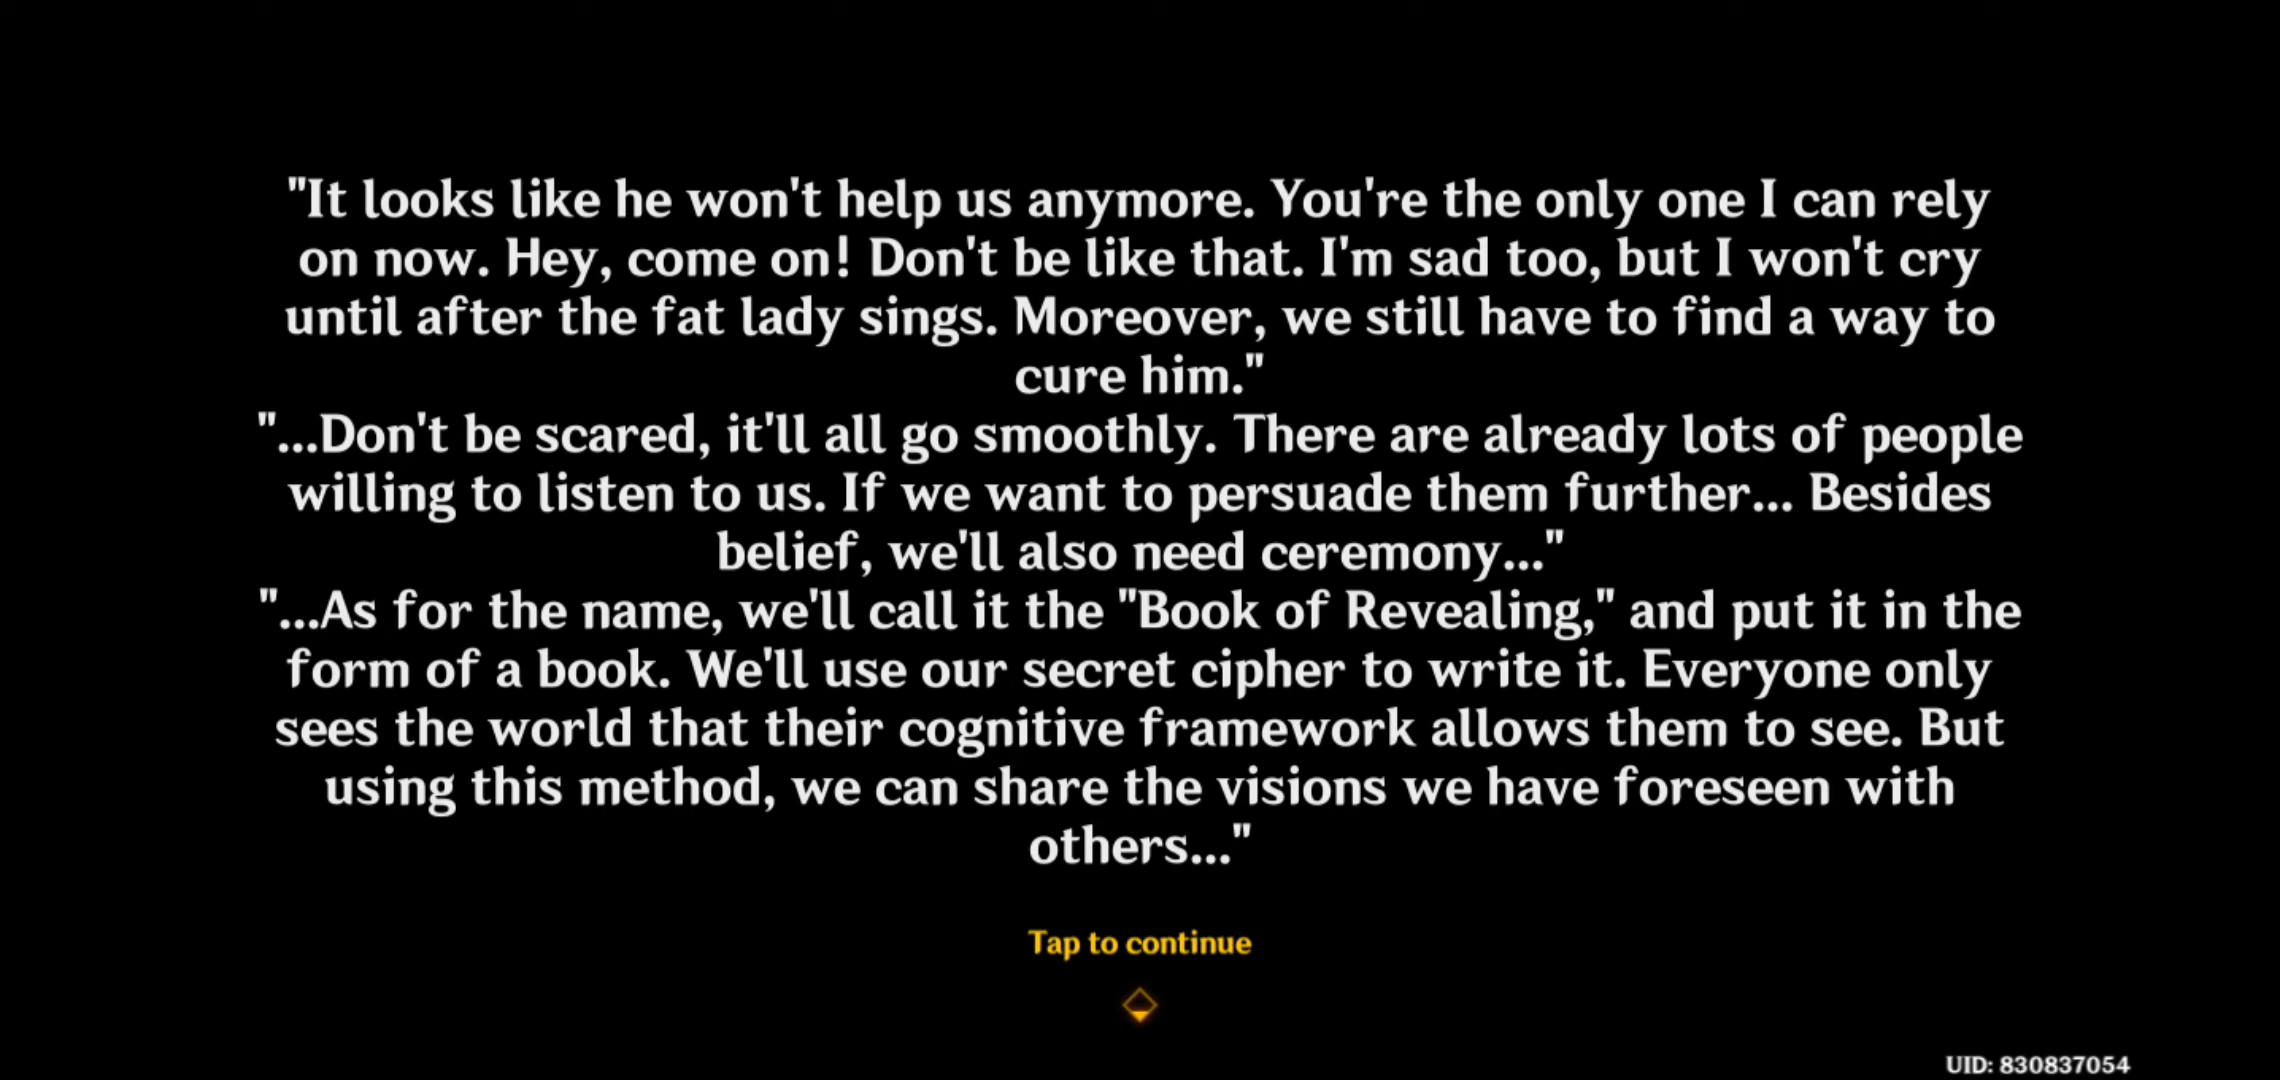 "It looks like he won't help us anymore. You're the only one I can rely
on now. Hey, come on! Don't be like that. I'm sad too, but I won't cry
until after the fat lady sings. Moreover, we still have to find a way to
cure him."
"...Don't be scared, it'll all go smoothly. There are already lots of people
willing to listen to us. If we want to persuade them further... Besides
belief, we'll also need ceremony..."
"...As for the name, we'll call it the "Book of Revealing," and put it in the
form of a book. We'll use our secret cipher to write it. Everyone only
sees the world that their cognitive framework allows them to see. But
using this method, we can share the visions we have foreseen with
others..."
Tap to continue
UID: 830837054